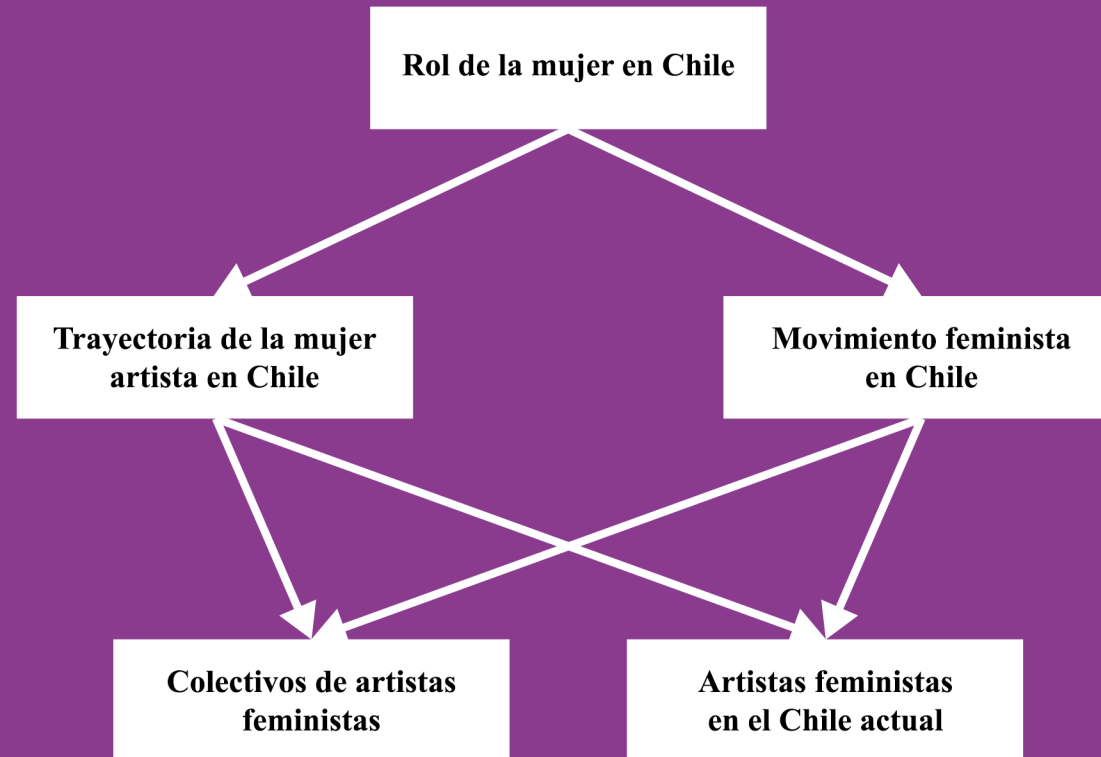 Rol de la mujer en Chile
Trayectoria de la mujer
artista en Chile
Movimiento feminista
en Chile
Colectivos de artistas
feministas
Artistas feministas
en el Chile actual